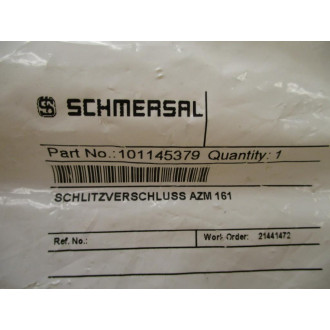 SCHMERSAL
Part No.:101145379 Quantity: 1
SCHLITZVERSCHLUSS AZM 161
Ref. No.: Work Order: 21441472